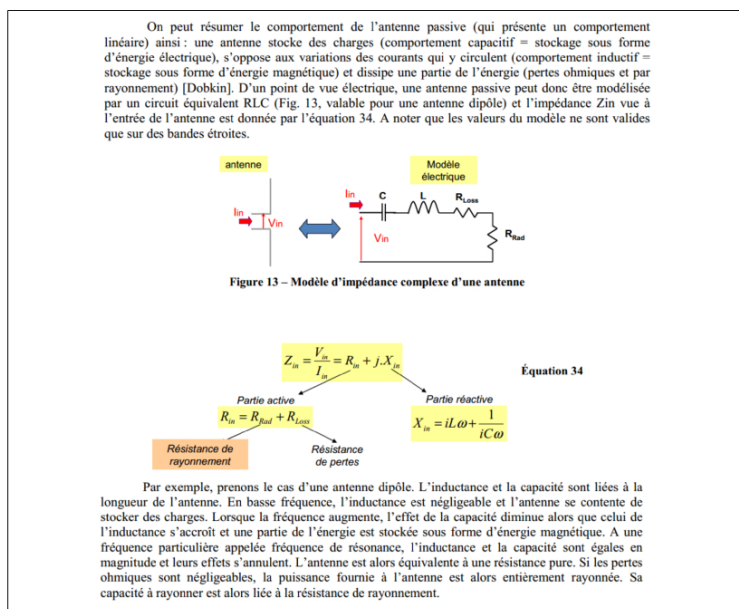 On peut résumer le comportement de l'antenne passive (qui présente un comportement
linéaire) ainsi : une antenne stocke des charges (comportement capacitif = stockage sous forme
d'énergie électrique), s'oppose aux variations des courants qui y circulent (comportement inductif =
stockage sous forme d'énergie magnétique) et dissipe une partie de l'énergie (pertes ohmiques et par
rayonnement) [Dobkin]. D'un point de vue électrique, une antenne passive peut donc être modélisée
par un circuit équivalent RLC (Fig. 13, valable pour une antenne dipôle) et l'impédance Zin vue à
l'entrée de l'antenne est donnée par l'équation 34. A noter que les valeurs du modèle ne sont valides
que sur des bandes étroites.
antenne
Modèle
électrique
Iin
Vin
Iin
C
L
R_Loss
Vin
R_Rad
Figure 13 – Modèle d'impédance complexe d'une antenne
Z_in = V_in / I_in = R_in + j.X_in
Équation 34
Partie active
Partie réactive
R_in = R_Rad + R_Loss
X_in = iLω + 1 / iCω
Résistance de
rayonnement
Résistance
de pertes
Par exemple, prenons le cas d'une antenne dipôle. L'inductance et la capacité sont liées à la
longueur de l'antenne. En basse fréquence, l'inductance est négligeable et l'antenne se contente de
stocker des charges. Lorsque la fréquence augmente, l'effet de la capacité diminue alors que celui de
l'inductance s'accroît et une partie de l'énergie est stockée sous forme d'énergie magnétique. A une
fréquence particulière appelée fréquence de résonance, l'inductance et la capacité sont égales en
magnitude et leurs effets s'annulent. L'antenne est alors équivalente à une résistance pure. Si les pertes
ohmiques sont négligeables, la puissance fournie à l'antenne est alors entièrement rayonnée. Sa
capacité à rayonner est alors liée à la résistance de rayonnement.